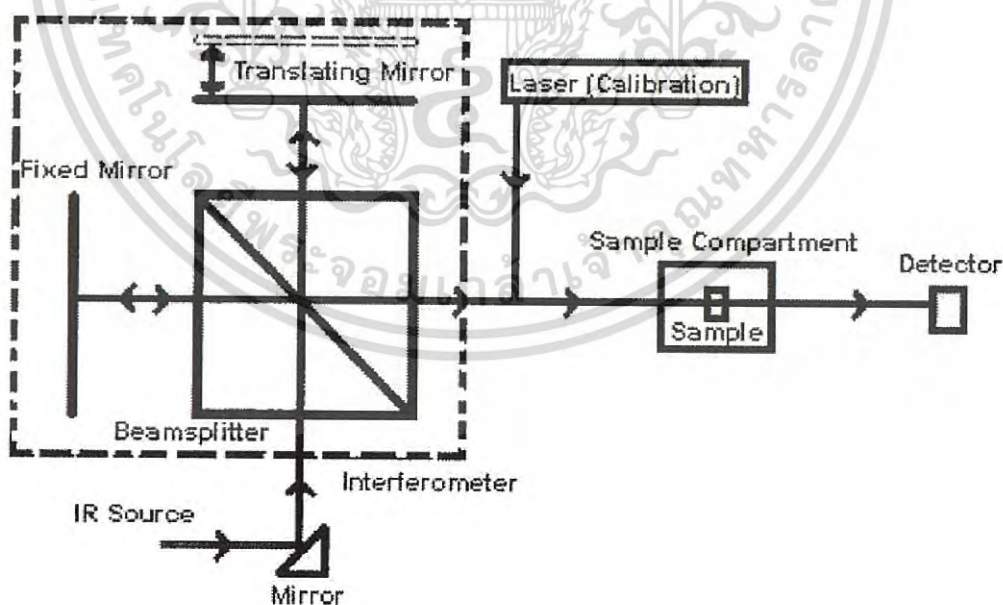 Translating Mirror
Laser (Calibration)
Fixed Mirror
Sample Compartment
Detector
Sample
Beamsplitter
Interferometer
IR Source
Mirror